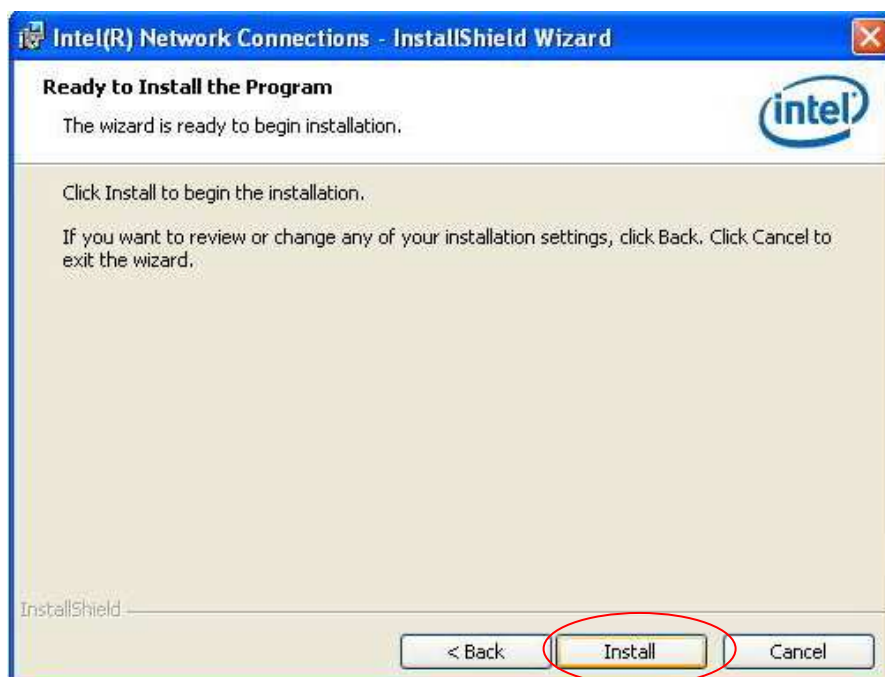 Intel(R) Network Connections - InstallShield Wizard
Ready to Install the Program
The wizard is ready to begin installation.
intel
Click Install to begin the installation.
If you want to review or change any of your installation settings, click Back. Click Cancel to
exit the wizard.
InstallShield
< Back
Install
Cancel